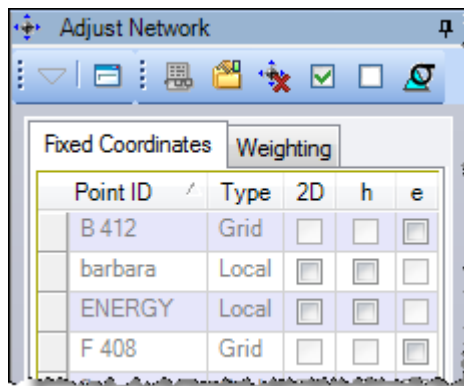 Adjust Network
Fixed Coordinates Weighting
Point ID Type 2D h e
B 412 Grid
barbara Local
ENERGY Local
F 408 Grid